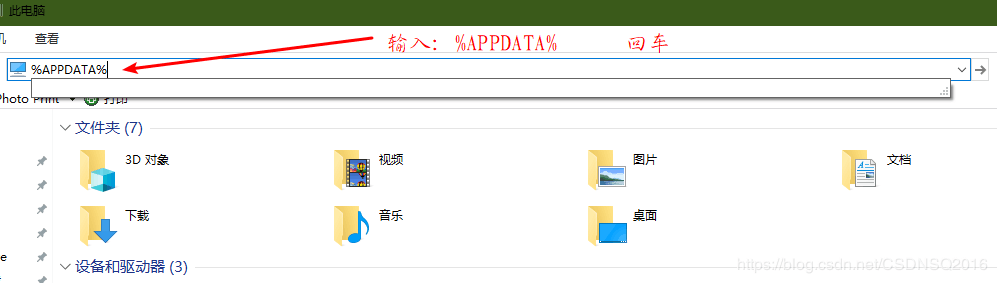 此电脑
查看
输入：%APPDATA% 回车
%APPDATA%
Photo Print 打印
文件夹 (7)
3D 对象 视频 图片 文档
下载 音乐 桌面
设备和驱动器 (3)
https://blog.csdn.net/CSDNSQ2016